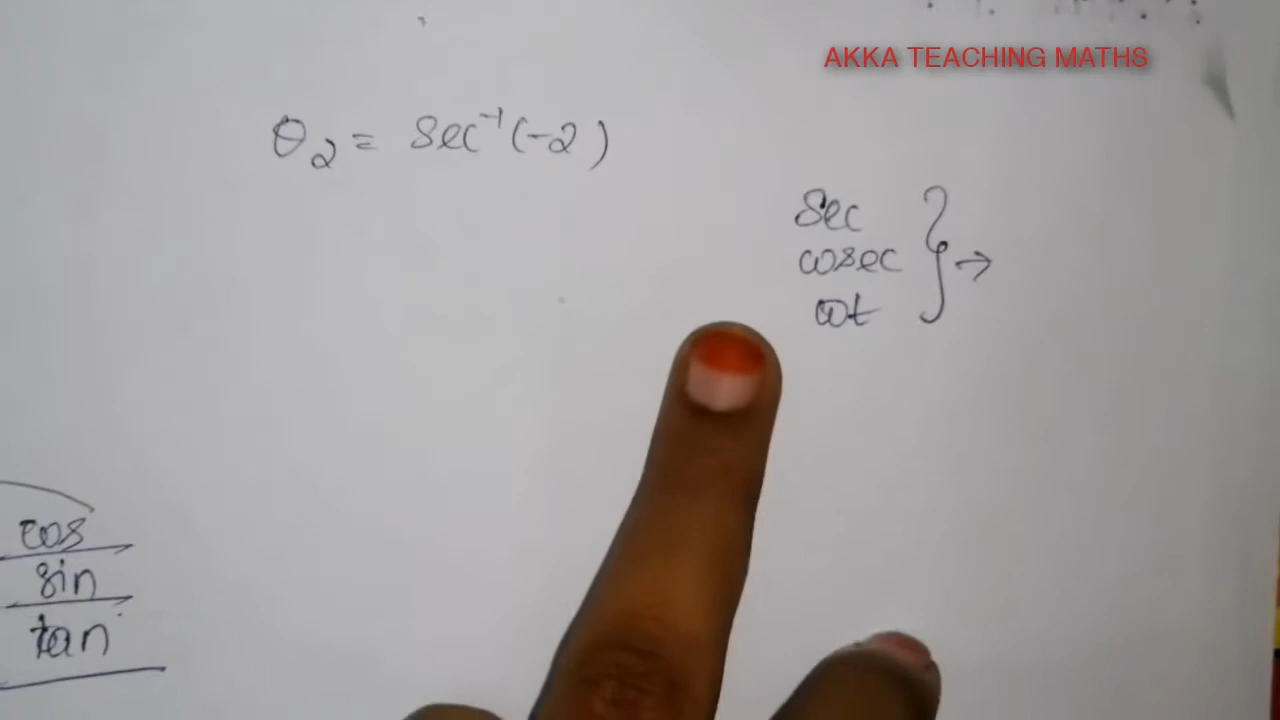 AKKA TEACHING MATHS
θ₂ = sec⁻¹(-2)
sec
cosec } →
cot
cos
sin
tan